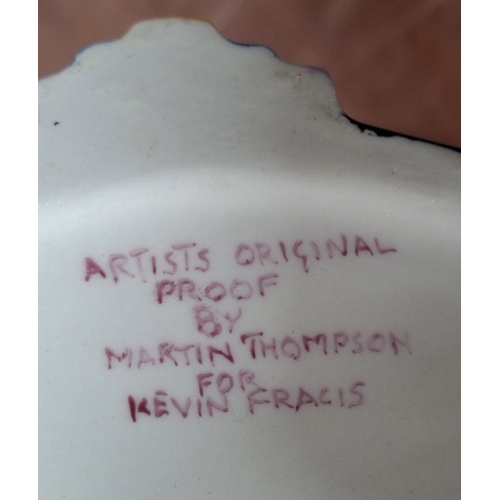 ARTISTS ORIGINAL
PROOF
BY
MARTIN THOMPSON
FOR
KEVIN FRACIS